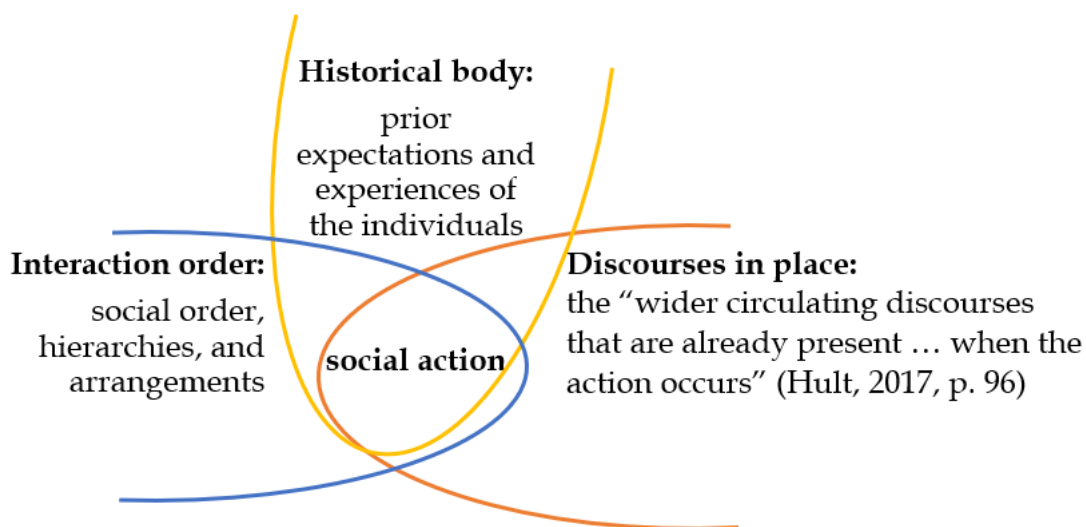 Historical body:
prior
expectations and
experiences of
the individuals
Interaction order:
social order,
hierarchies, and
arrangements
social action
Discourses in place:
the “wider circulating discourses
that are already present … when the
action occurs” (Hult, 2017, p. 96)